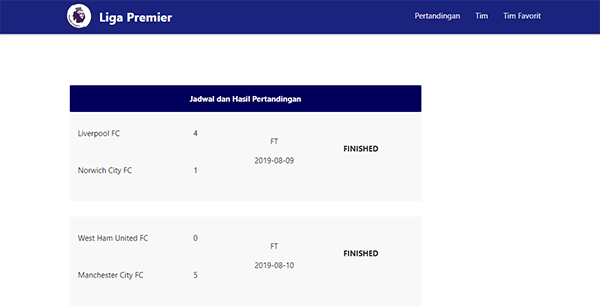 Liga Premier
Pertandingan Tim Tim Favorit
Jadwal dan Hasil Pertandingan
Liverpool FC 4
FT
FINISHED
2019-08-09
Norwich City FC 1
West Ham United FC 0
FT
FINISHED
2019-08-10
Manchester City FC 5